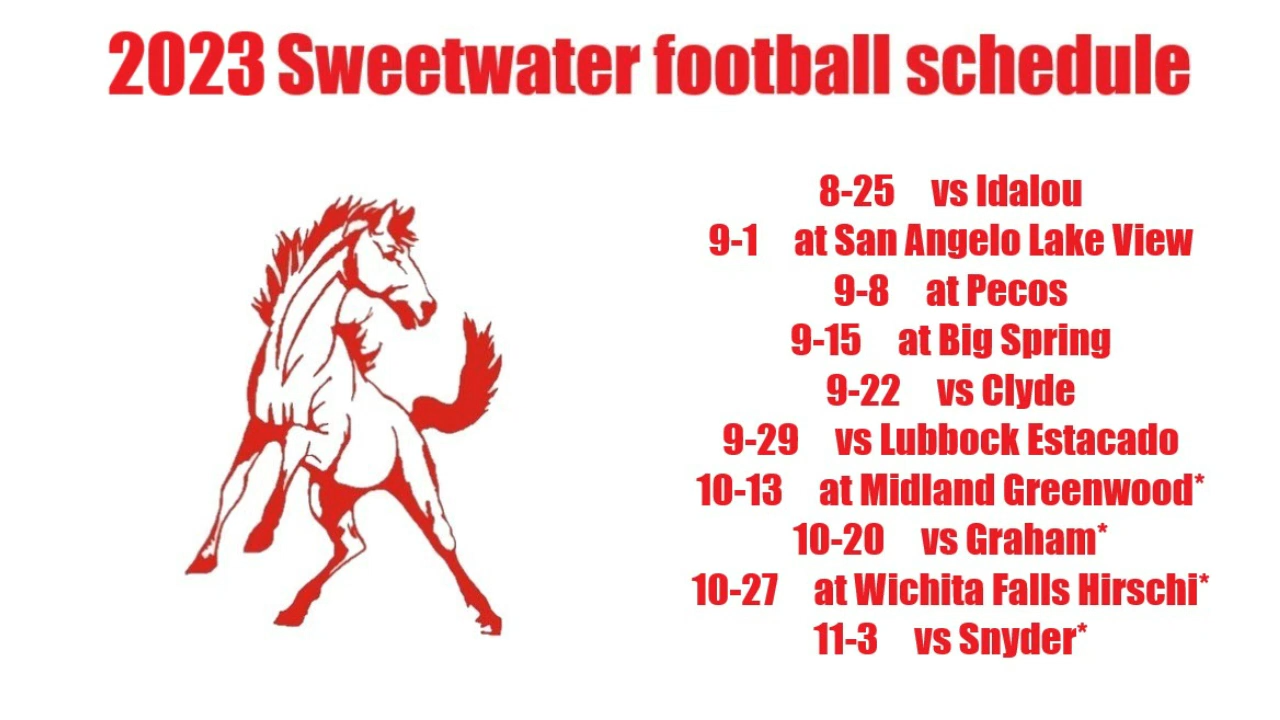 2023 Sweetwater football schedule
8-25 vs Idalou
9-1 at San Angelo Lake View
9-8 at Pecos
9-15 at Big Spring
9-22 vs Clyde
9-29 vs Lubbock Estacado
10-13 at Midland Greenwood*
10-20 vs Graham*
10-27 at Wichita Falls Hirschi*
11-3 vs Snyder*